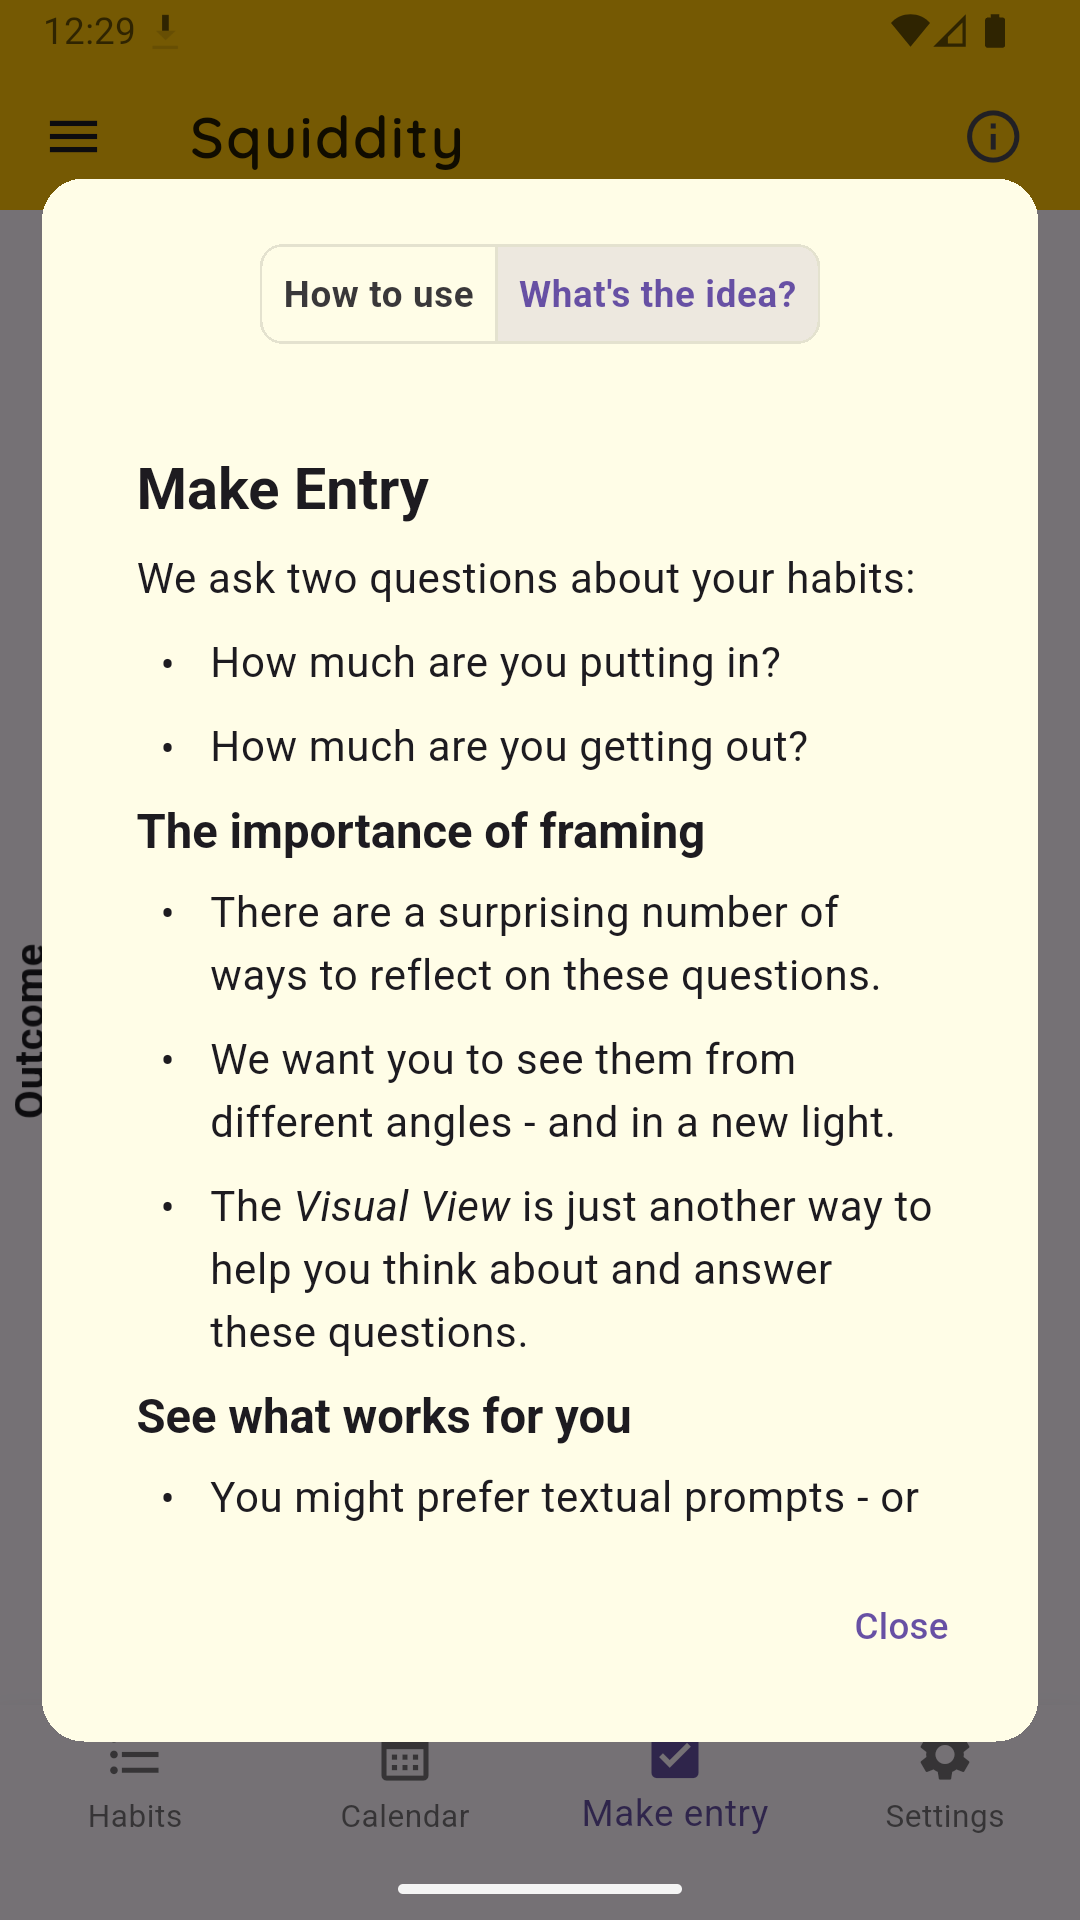 12:29
Squiddity
How to use
What's the idea?
Make Entry
We ask two questions about your habits:
• How much are you putting in?
• How much are you getting out?
The importance of framing
• There are a surprising number of
ways to reflect on these questions.
• We want you to see them from
different angles - and in a new light.
• The Visual View is just another way to
help you think about and answer
these questions.
See what works for you
• You might prefer textual prompts - or
Close
Outcome
Habits
Calendar
Make entry
Settings